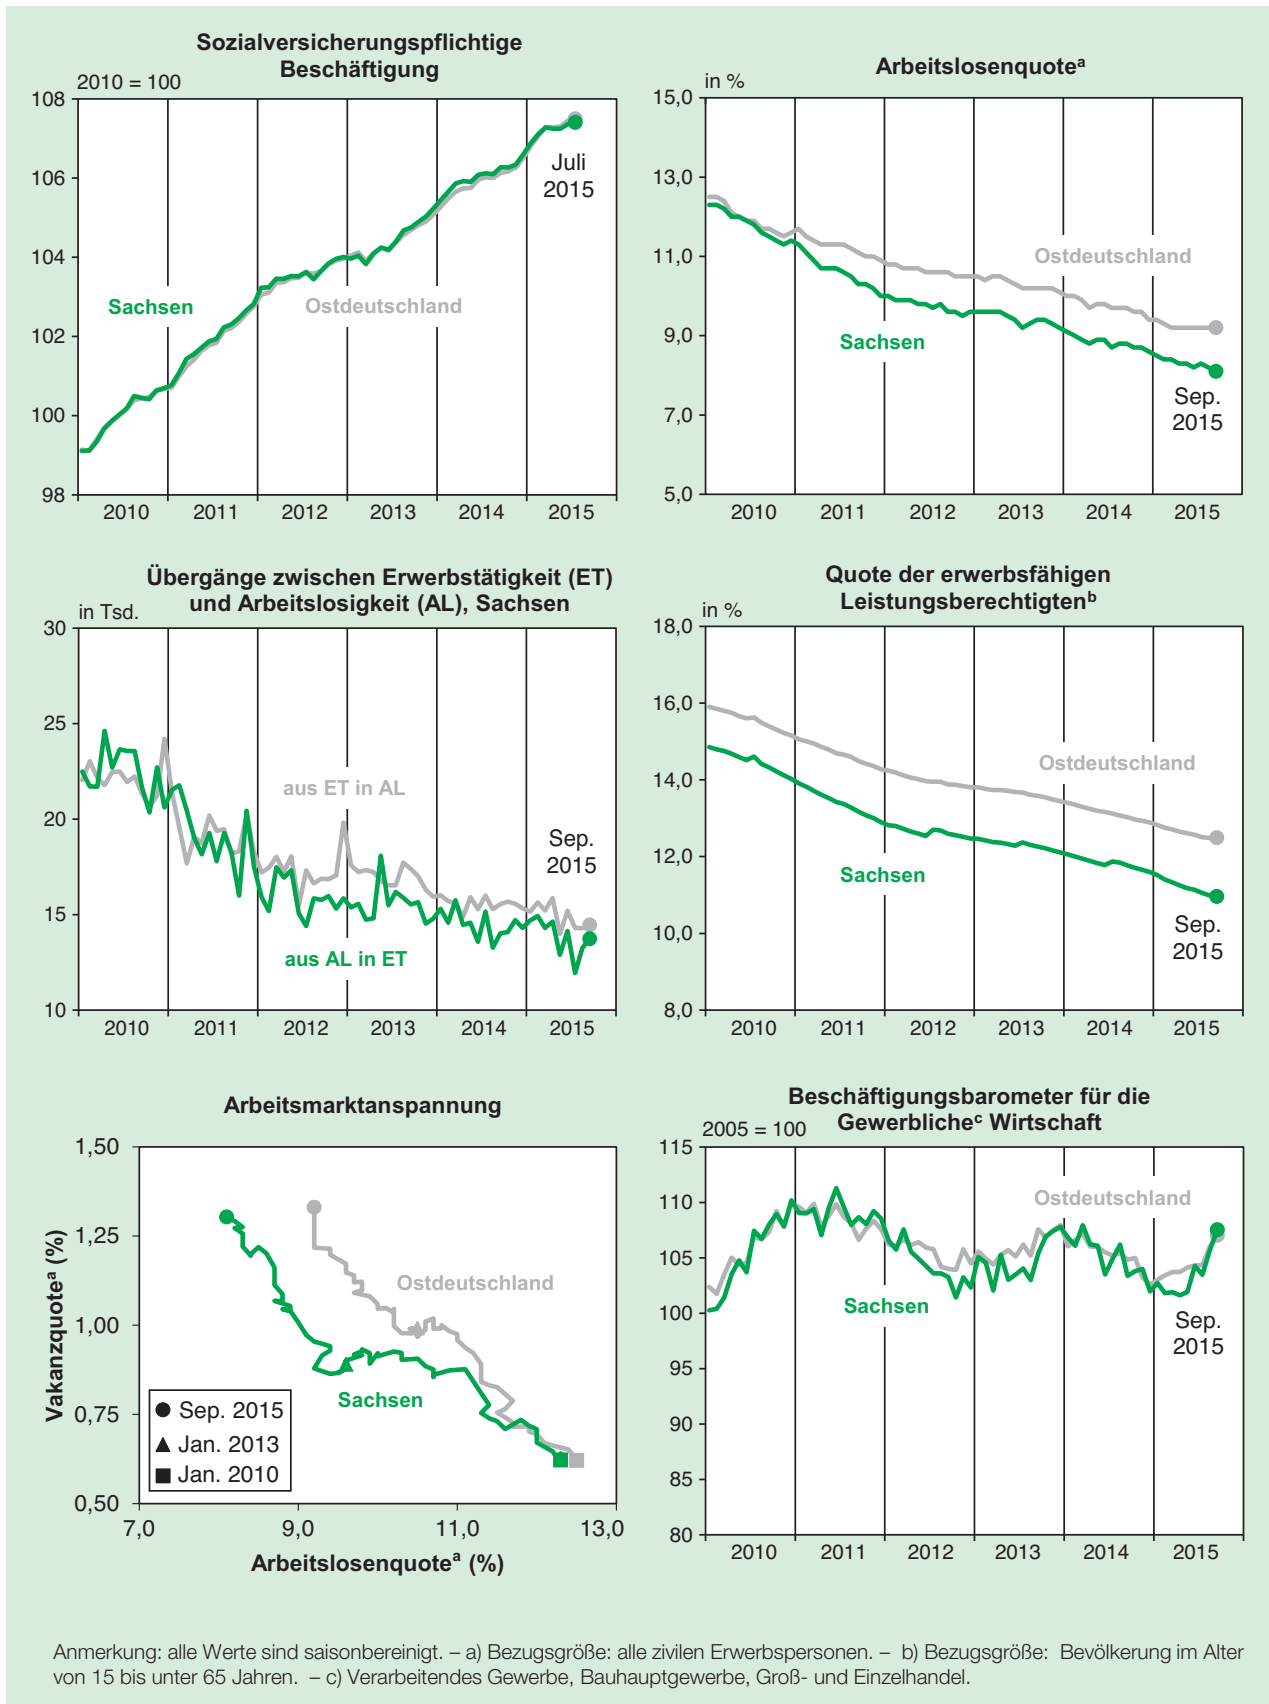 Sozialversicherungspflichtige
Beschäftigung
2010 = 100
108
106
104
102
100
98
Sachsen
Ostdeutschland
Juli
2015
2010 2011 2012 2013 2014 2015
Arbeitslosenquoteᵃ
in %
15,0
13,0
11,0
9,0
7,0
5,0
Ostdeutschland
Sachsen
Sep.
2015
2010 2011 2012 2013 2014 2015
Übergänge zwischen Erwerbstätigkeit (ET)
und Arbeitslosigkeit (AL), Sachsen
in Tsd.
30
25
20
15
10
aus ET in AL
aus AL in ET
Sep.
2015
2010 2011 2012 2013 2014 2015
Quote der erwerbsfähigen
Leistungsberechtigtenᵇ
in %
18,0
16,0
14,0
12,0
10,0
8,0
Ostdeutschland
Sachsen
Sep.
2015
2010 2011 2012 2013 2014 2015
Arbeitsmarktanspannung
Vakanzquoteᵃ (%)
1,50
1,25
1,00
0,75
0,50
Ostdeutschland
Sachsen
● Sep. 2015
▲ Jan. 2013
■ Jan. 2010
7,0 9,0 11,0 13,0
Arbeitslosenquoteᵃ (%)
Beschäftigungsbarometer für die
Gewerblicheᶜ Wirtschaft
2005 = 100
115
110
105
100
95
90
85
80
Ostdeutschland
Sachsen
Sep.
2015
2010 2011 2012 2013 2014 2015
Anmerkung: alle Werte sind saisonbereinigt. – a) Bezugsgröße: alle zivilen Erwerbspersonen. – b) Bezugsgröße: Bevölkerung im Alter
von 15 bis unter 65 Jahren. – c) Verarbeitendes Gewerbe, Bauhauptgewerbe, Groß- und Einzelhandel.